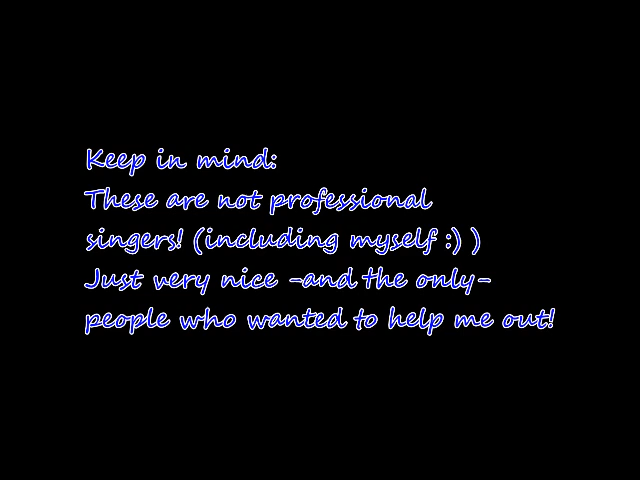 Keep in mind:
These are not professional
singers! (including myself :) )
Just very nice -and the only-
people who wanted to help me out!